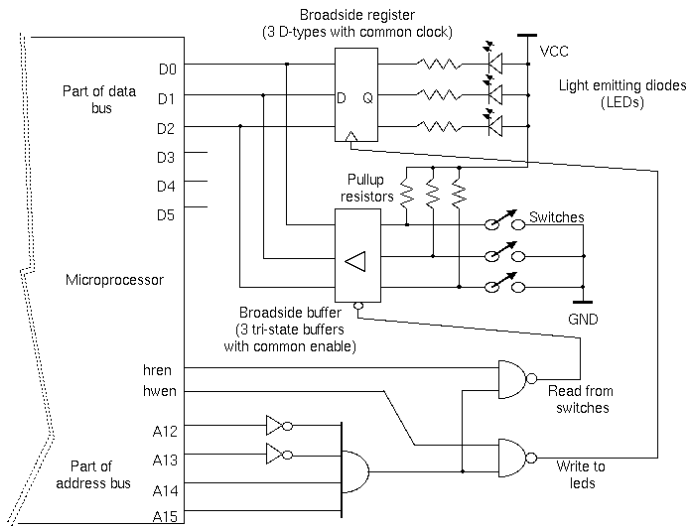 Broadside register
(3 D-types with common clock)
VCC
D0
Part of data
bus
D1
D Q
Light emitting diodes
(LEDs)
D2
D3
D4
D5
Pullup
resistors
Switches
Microprocessor
Broadside buffer
(3 tri-state buffers
with common enable)
GND
hren
hwen
Read from
switches
A12
A13
Part of
address bus
A14
A15
Write to
leds